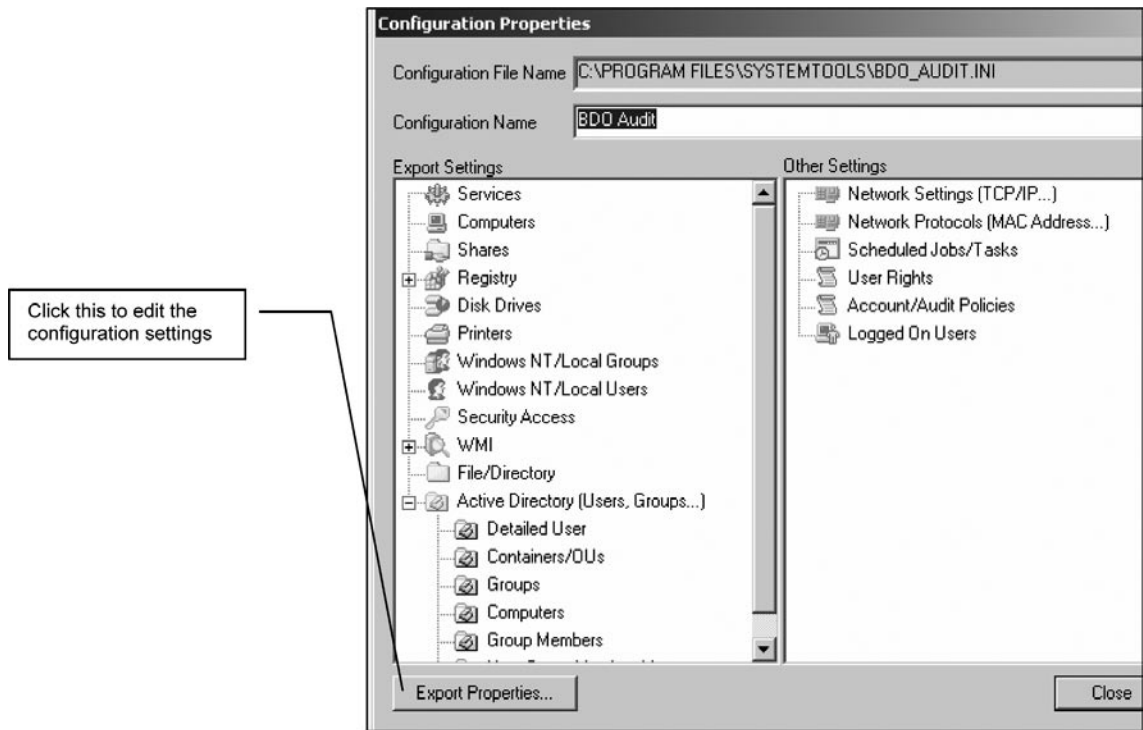 Configuration Properties
Configuration File Name C:\PROGRAM FILES\SYSTEMTOOLS\BDO_AUDIT.INI
Configuration Name BDO Audit
Export Settings
Services
Computers
Shares
Registry
Disk Drives
Printers
Windows NT/Local Groups
Windows NT/Local Users
Security Access
WMI
File/Directory
Active Directory (Users, Groups...)
Detailed User
Containers/OUs
Groups
Computers
Group Members
Other Settings
Network Settings (TCP/IP...)
Network Protocols (MAC Address...)
Scheduled Jobs/Tasks
User Rights
Account/Audit Policies
Logged On Users
Click this to edit the
configuration settings
Export Properties...
Close